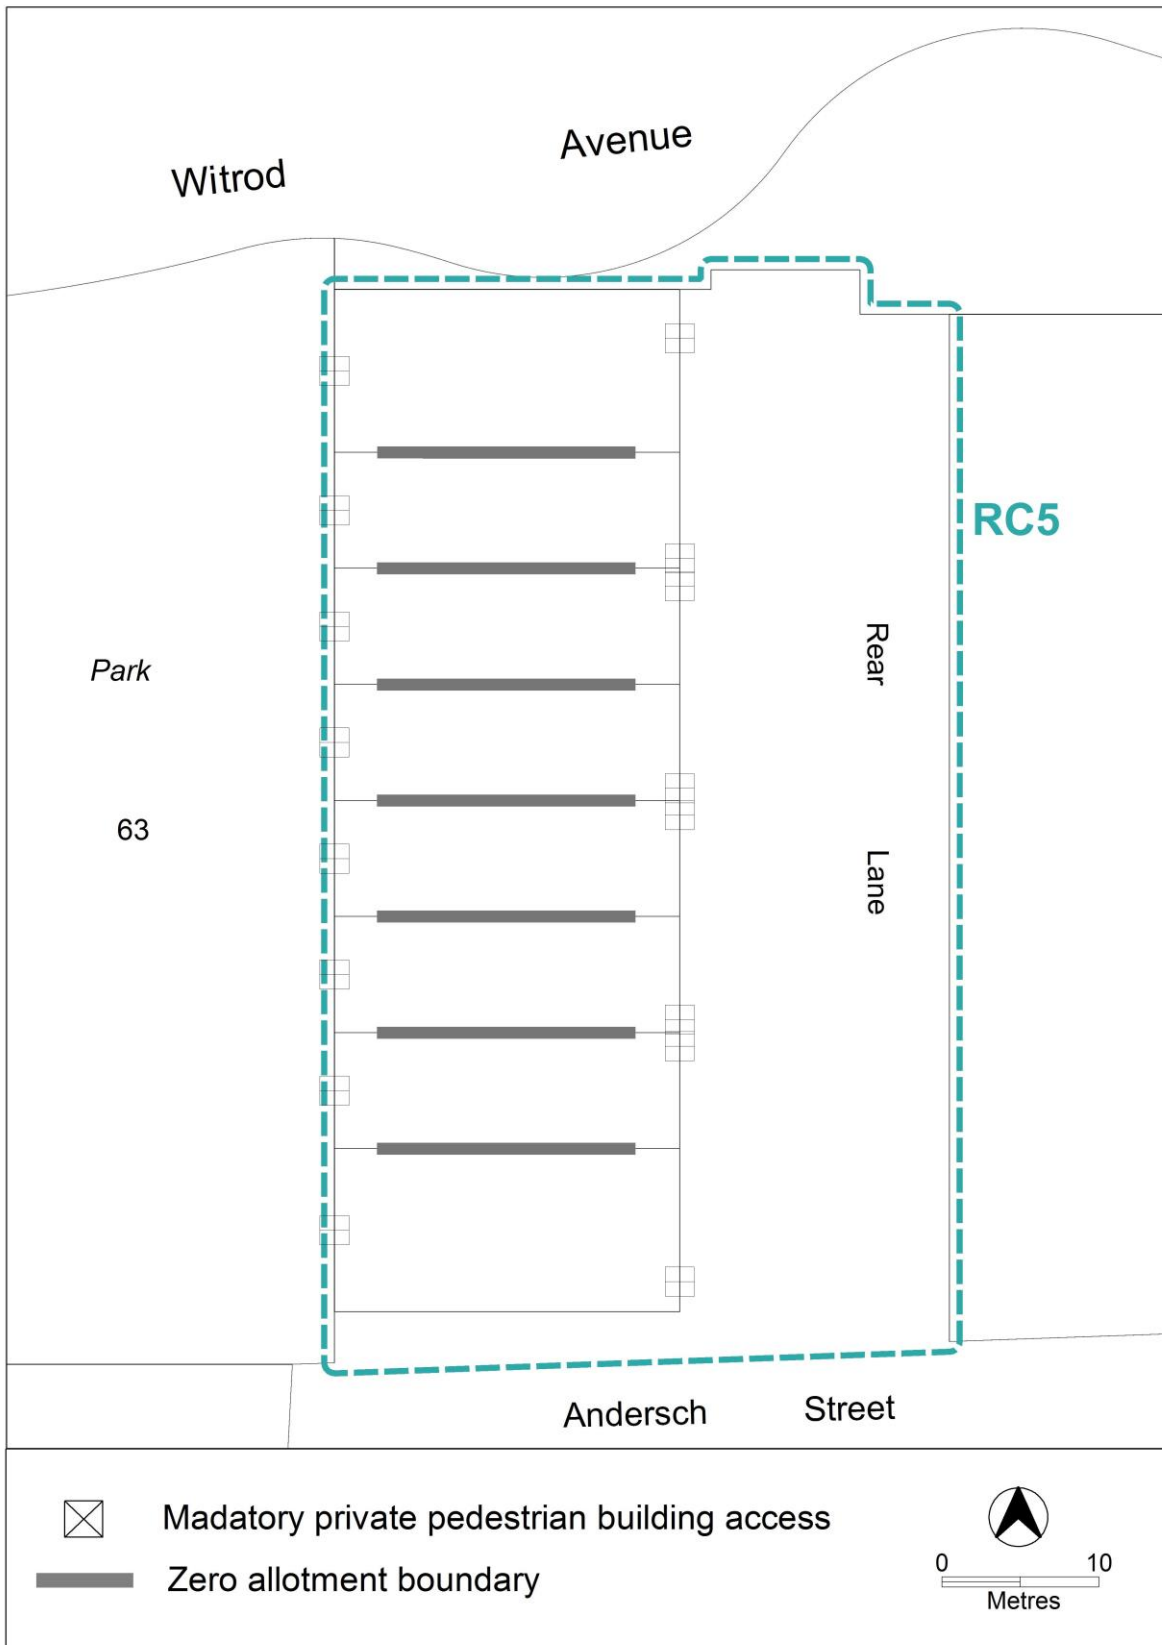 Witrod Avenue
RC5
Rear Lane
Park
63
Andersch Street
Madatory private pedestrian building access
Zero allotment boundary
0 10
Metres